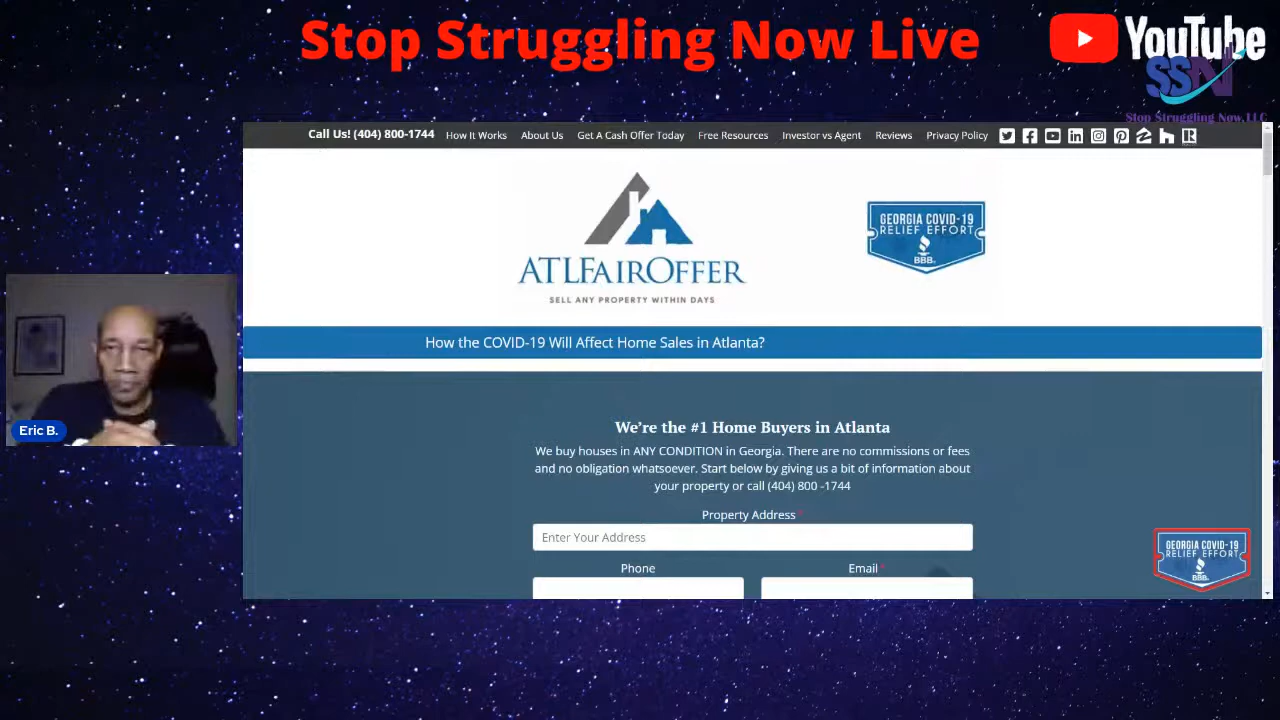 Stop Struggling Now Live
YouTube
SSN
Stop Struggling Now, LLC
Call Us! (404) 800-1744 How It Works About Us Get A Cash Offer Today Free Resources Investor vs Agent Reviews Privacy Policy
GEORGIA COVID-19
RELIEF EFFORT
BBB
ATLFAIROFFER
SELL ANY PROPERTY WITHIN DAYS
How the COVID-19 Will Affect Home Sales in Atlanta?
Eric B.
We're the #1 Home Buyers in Atlanta
We buy houses in ANY CONDITION in Georgia. There are no commissions or fees
and no obligation whatsoever. Start below by giving us a bit of information about
your property or call (404) 800 -1744
Property Address *
Enter Your Address
Phone Email *
GEORGIA COVID-19
RELIEF EFFORT
BBB